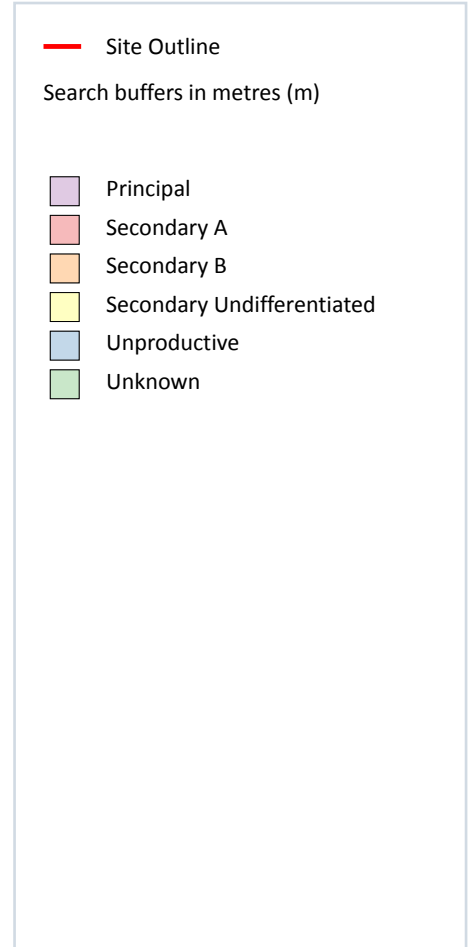 Site Outline
Search buffers in metres (m)
Principal
Secondary A
Secondary B
Secondary Undifferentiated
Unproductive
Unknown